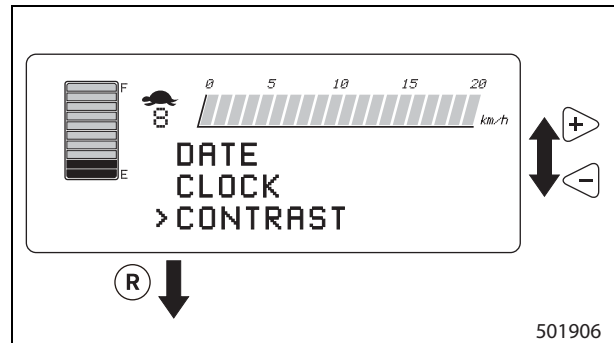 F
0 5 10 15 20
8
km/h
E
DATE
CLOCK
>CONTRAST
+
-
R
501906